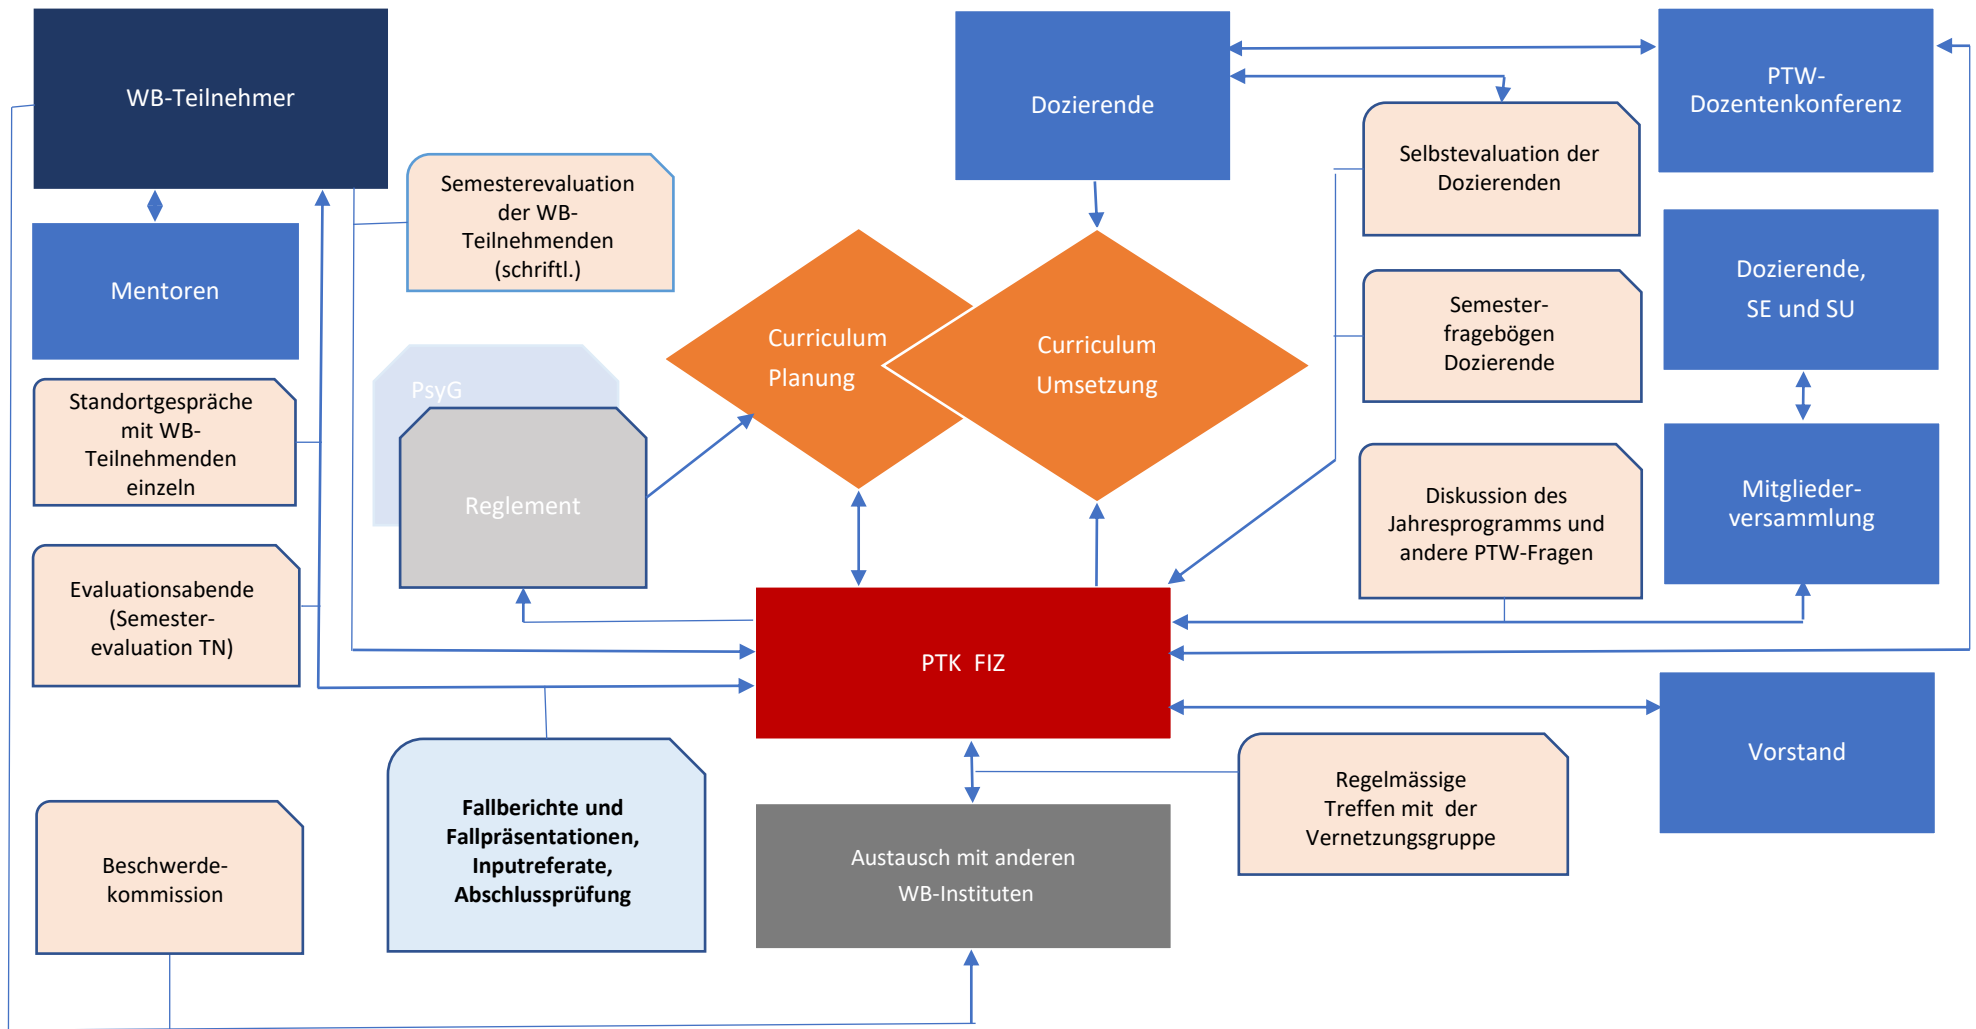 WB-Teilnehmer
Dozierende
PTW-
Dozentenkonferenz
Semesterevaluation
der WB-
Teilnehmenden
(schriftl.)
Selbstevaluation der
Dozierenden
Mentoren
Dozierende,
SE und SU
Curriculum
Planung
Curriculum
Umsetzung
Semester-
fragebögen
Dozierende
PsyG
Reglement
Standortgespräche
mit WB-
Teilnehmenden
einzeln
Diskussion des
Jahresprogramms und
andere PTW-Fragen
Mitglieder-
versammlung
Evaluationsabende
(Semester-
evaluation TN)
PTK  FIZ
Vorstand
Fallberichte und
Fallpräsentationen,
Inputreferate,
Abschlussprüfung
Regelmässige
Treffen mit  der
Vernetzungsgruppe
Beschwerde-
kommission
Austausch mit anderen
WB-Instituten